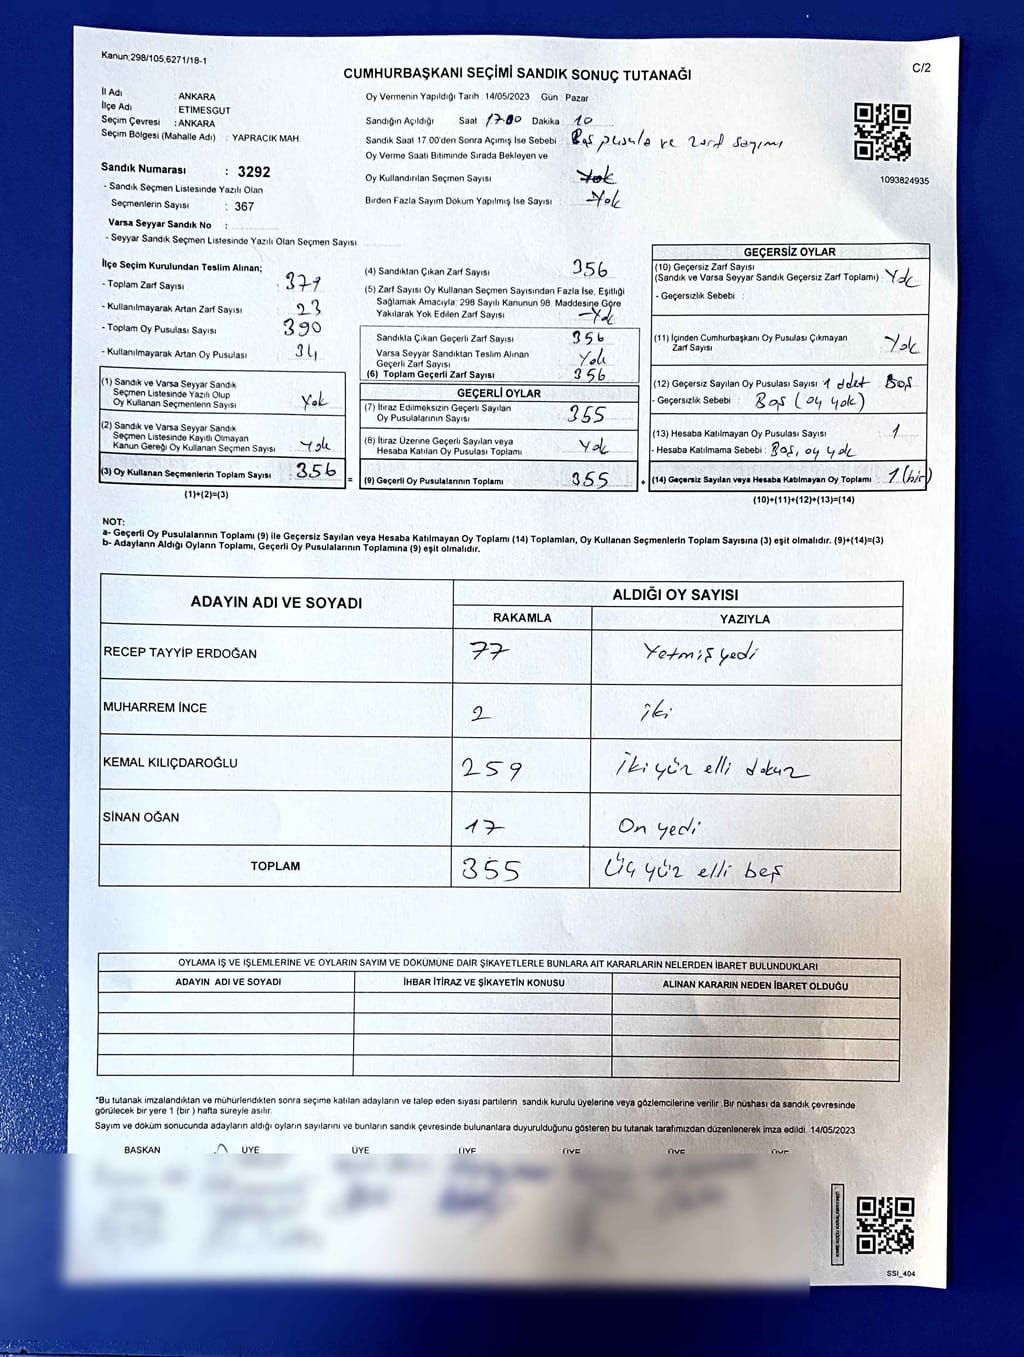 Kanun:298/105,6271/18-1
C/2
CUMHURBAŞKANI SEÇİMİ SANDIK SONUÇ TUTANAĞI
İl Adı : ANKARA
İlçe Adı : ETİMESGUT
Seçim Çevresi : ANKARA
Seçim Bölgesi (Mahalle Adı) : YAPRACIK MAH.
Sandık Numarası : 3292
- Sandık Seçmen Listesinde Yazılı Olan
Seçmenlerin Sayısı : 367
Varsa Seyyar Sandık No :
- Seyyar Sandık Seçmen Listesinde Yazılı Olan Seçmen Sayısı
Oy Vermenin Yapıldığı Tarih :14/05/2023 Gün : Pazar
Sandığın Açıldığı Saat 17.00 Dakika 10
Sandık Saat 17:00'den Sonra Açımış İse Sebebi : Boş pusula ve zarf sayımı
Oy Verme Saati Bitiminde Sırada Bekleyen ve
Oy Kullandırılan Seçmen Sayısı Yok
Birden Fazla Sayım Döküm Yapılmış İse Sayısı Yok
1093824935
İlçe Seçim Kurulundan Teslim Alınan;
- Toplam Zarf Sayısı : 379
- Kullanılmayarak Artan Zarf Sayısı : 23
- Toplam Oy Pusulası Sayısı : 390
- Kullanılmayarak Artan Oy Pusulası : 34
(1) Sandık ve Varsa Seyyar Sandık
Seçmen Listesinde Yazılı Olup
Oy Kullanan Seçmenlerin Sayısı : Yok
(2) Sandık ve Varsa Seyyar Sandık
Seçmen Listesinde Kayıtlı Olmayan
Kanun Gereği Oy Kullanan Seçmen Sayısı : Yok
(3) Oy Kullanan Seçmenlerin Toplam Sayısı : 356
(1)+(2)=(3)
(4) Sandıktan Çıkan Zarf Sayısı 356
(5) Zarf Sayısı Oy Kullanan Seçmen Sayısından Fazla İse, Eşitliği
Sağlamak Amacıyla; 298 Sayılı Kanunun 98. Maddesine Göre
Yakılarak Yok Edilen Zarf Sayısı Yok
Sandıkla Çıkan Geçerli Zarf Sayısı 356
Varsa Seyyar Sandıktan Teslim Alınan
Geçerli Zarf Sayısı Yok
(6) Toplam Geçerli Zarf Sayısı 356
GEÇERLİ OYLAR
(7) İtiraz Edilmeksizin Geçerli Sayılan
Oy Pusulalarının Sayısı 355
(8) İtiraz Üzerine Geçerli Sayılan veya
Hesaba Katılan Oy Pusulası Toplamı Yok
= (9) Geçerli Oy Pusulalarının Toplamı 355 +
GEÇERSİZ OYLAR
(10) Geçersiz Zarf Sayısı
(Sandık ve Varsa Seyyar Sandık Geçersiz Zarf Toplamı) Yok
- Geçersizlik Sebebi :
(11) İçinden Cumhurbaşkanı Oy Pusulası Çıkmayan
Zarf Sayısı Yok
(12) Geçersiz Sayılan Oy Pusulası Sayısı 1 adet Boş
- Geçersizlik Sebebi : Boş (oy yok)
(13) Hesaba Katılmayan Oy Pusulası Sayısı 1
- Hesaba Katılmama Sebebi : Boş, oy yok
(14) Geçersiz Sayılan veya Hesaba Katılmayan Oy Toplamı : 1 (bir)
(10)+(11)+(12)+(13)=(14)
NOT:
a- Geçerli Oy Pusulalarının Toplamı (9) ile Geçersiz Sayılan veya Hesaba Katılmayan Oy Toplamı (14) Toplamları, Oy Kullanan Seçmenlerin Toplam Sayısına (3) eşit olmalıdır. (9)+(14)=(3)
b- Adayların Aldığı Oyların Toplamı, Geçerli Oy Pusulalarının Toplamına (9) eşit olmalıdır.
ADAYIN ADI VE SOYADI
ALDIĞI OY SAYISI
RAKAMLA YAZIYLA
RECEP TAYYİP ERDOĞAN 77 Yetmiş yedi
MUHARREM İNCE 2 iki
KEMAL KILIÇDAROĞLU 259 İki yüz elli dokuz
SİNAN OĞAN 17 On yedi
TOPLAM 355 Üç yüz elli beş
OYLAMA İŞ VE İŞLEMLERİNE VE OYLARIN SAYIM VE DÖKÜMÜNE DAİR ŞİKAYETLERLE BUNLARA AİT KARARLARIN NELERDEN İBARET BULUNDUKLARI
ADAYIN ADI VE SOYADI İHBAR İTİRAZ VE ŞİKAYETİN KONUSU ALINAN KARARIN NEDEN İBARET OLDUĞU
*Bu tutanak imzalandıktan ve mühürlendikten sonra seçime katılan adayların ve talep eden siyasi partilerin sandık kurulu üyelerine veya gözlemcilerine verilir .Bir nüshası da sandık çevresinde
görülecek bir yere 1 (bir ) hafta süreyle asılır.
Sayım ve döküm sonucunda adayların aldığı oyların sayılarını ve bunların sandık çevresinde bulunanlara duyurulduğunu gösteren bu tutanak tarafımızdan düzenlenerek imza edildi. 14/05/2023
BAŞKAN ÜYE ÜYE ÜYE ÜYE ÜYE ÜYE
SSI_404